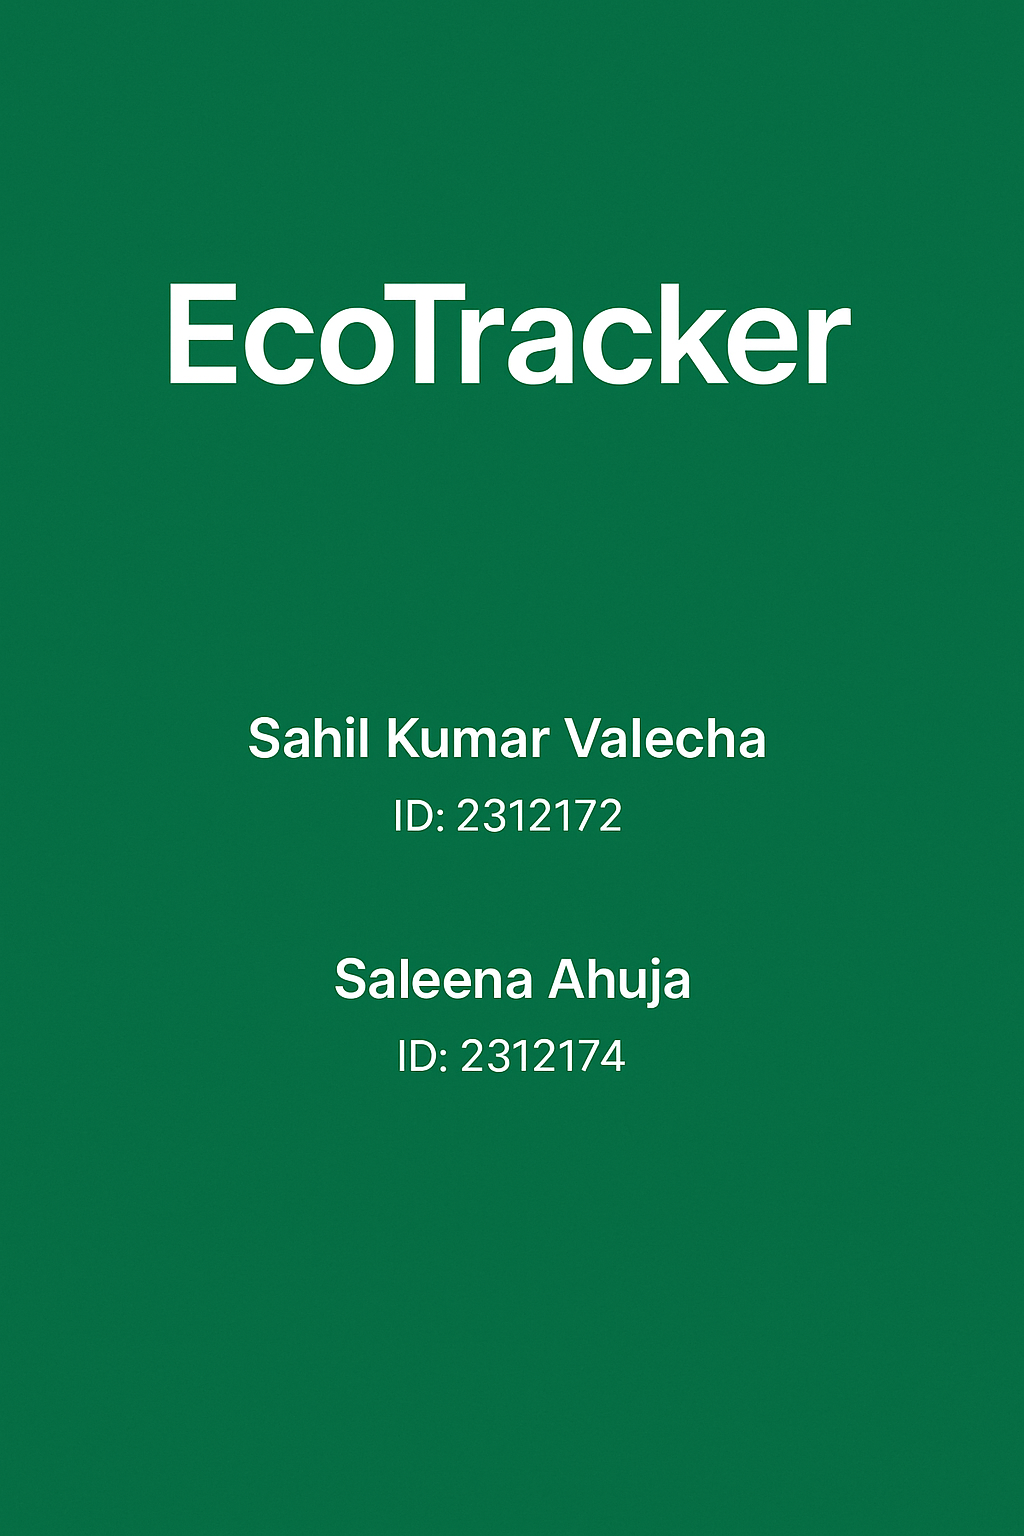 EcoTracker
Sahil Kumar Valecha
ID: 2312172
Saleena Ahuja
ID: 2312174